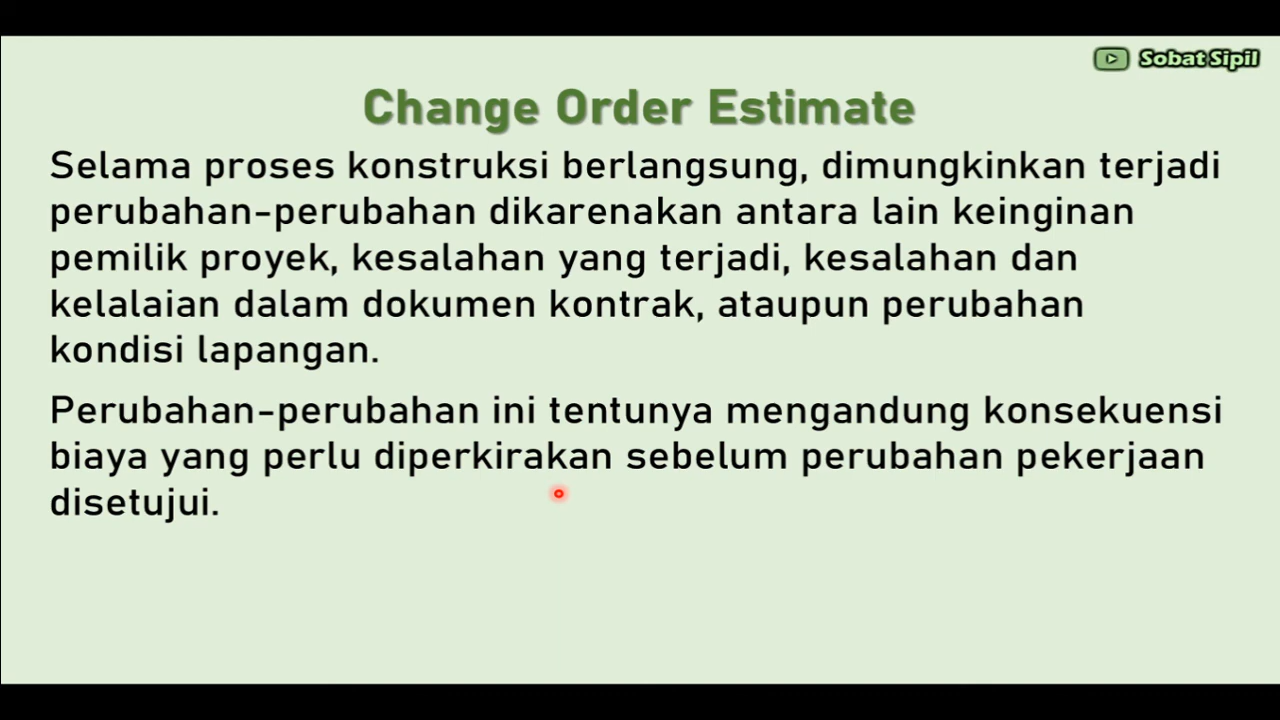 Sobat Sipil
Change Order Estimate
Selama proses konstruksi berlangsung, dimungkinkan terjadi
perubahan-perubahan dikarenakan antara lain keinginan
pemilik proyek, kesalahan yang terjadi, kesalahan dan
kelalaian dalam dokumen kontrak, ataupun perubahan
kondisi lapangan.
Perubahan-perubahan ini tentunya mengandung konsekuensi
biaya yang perlu diperkirakan sebelum perubahan pekerjaan
disetujui.